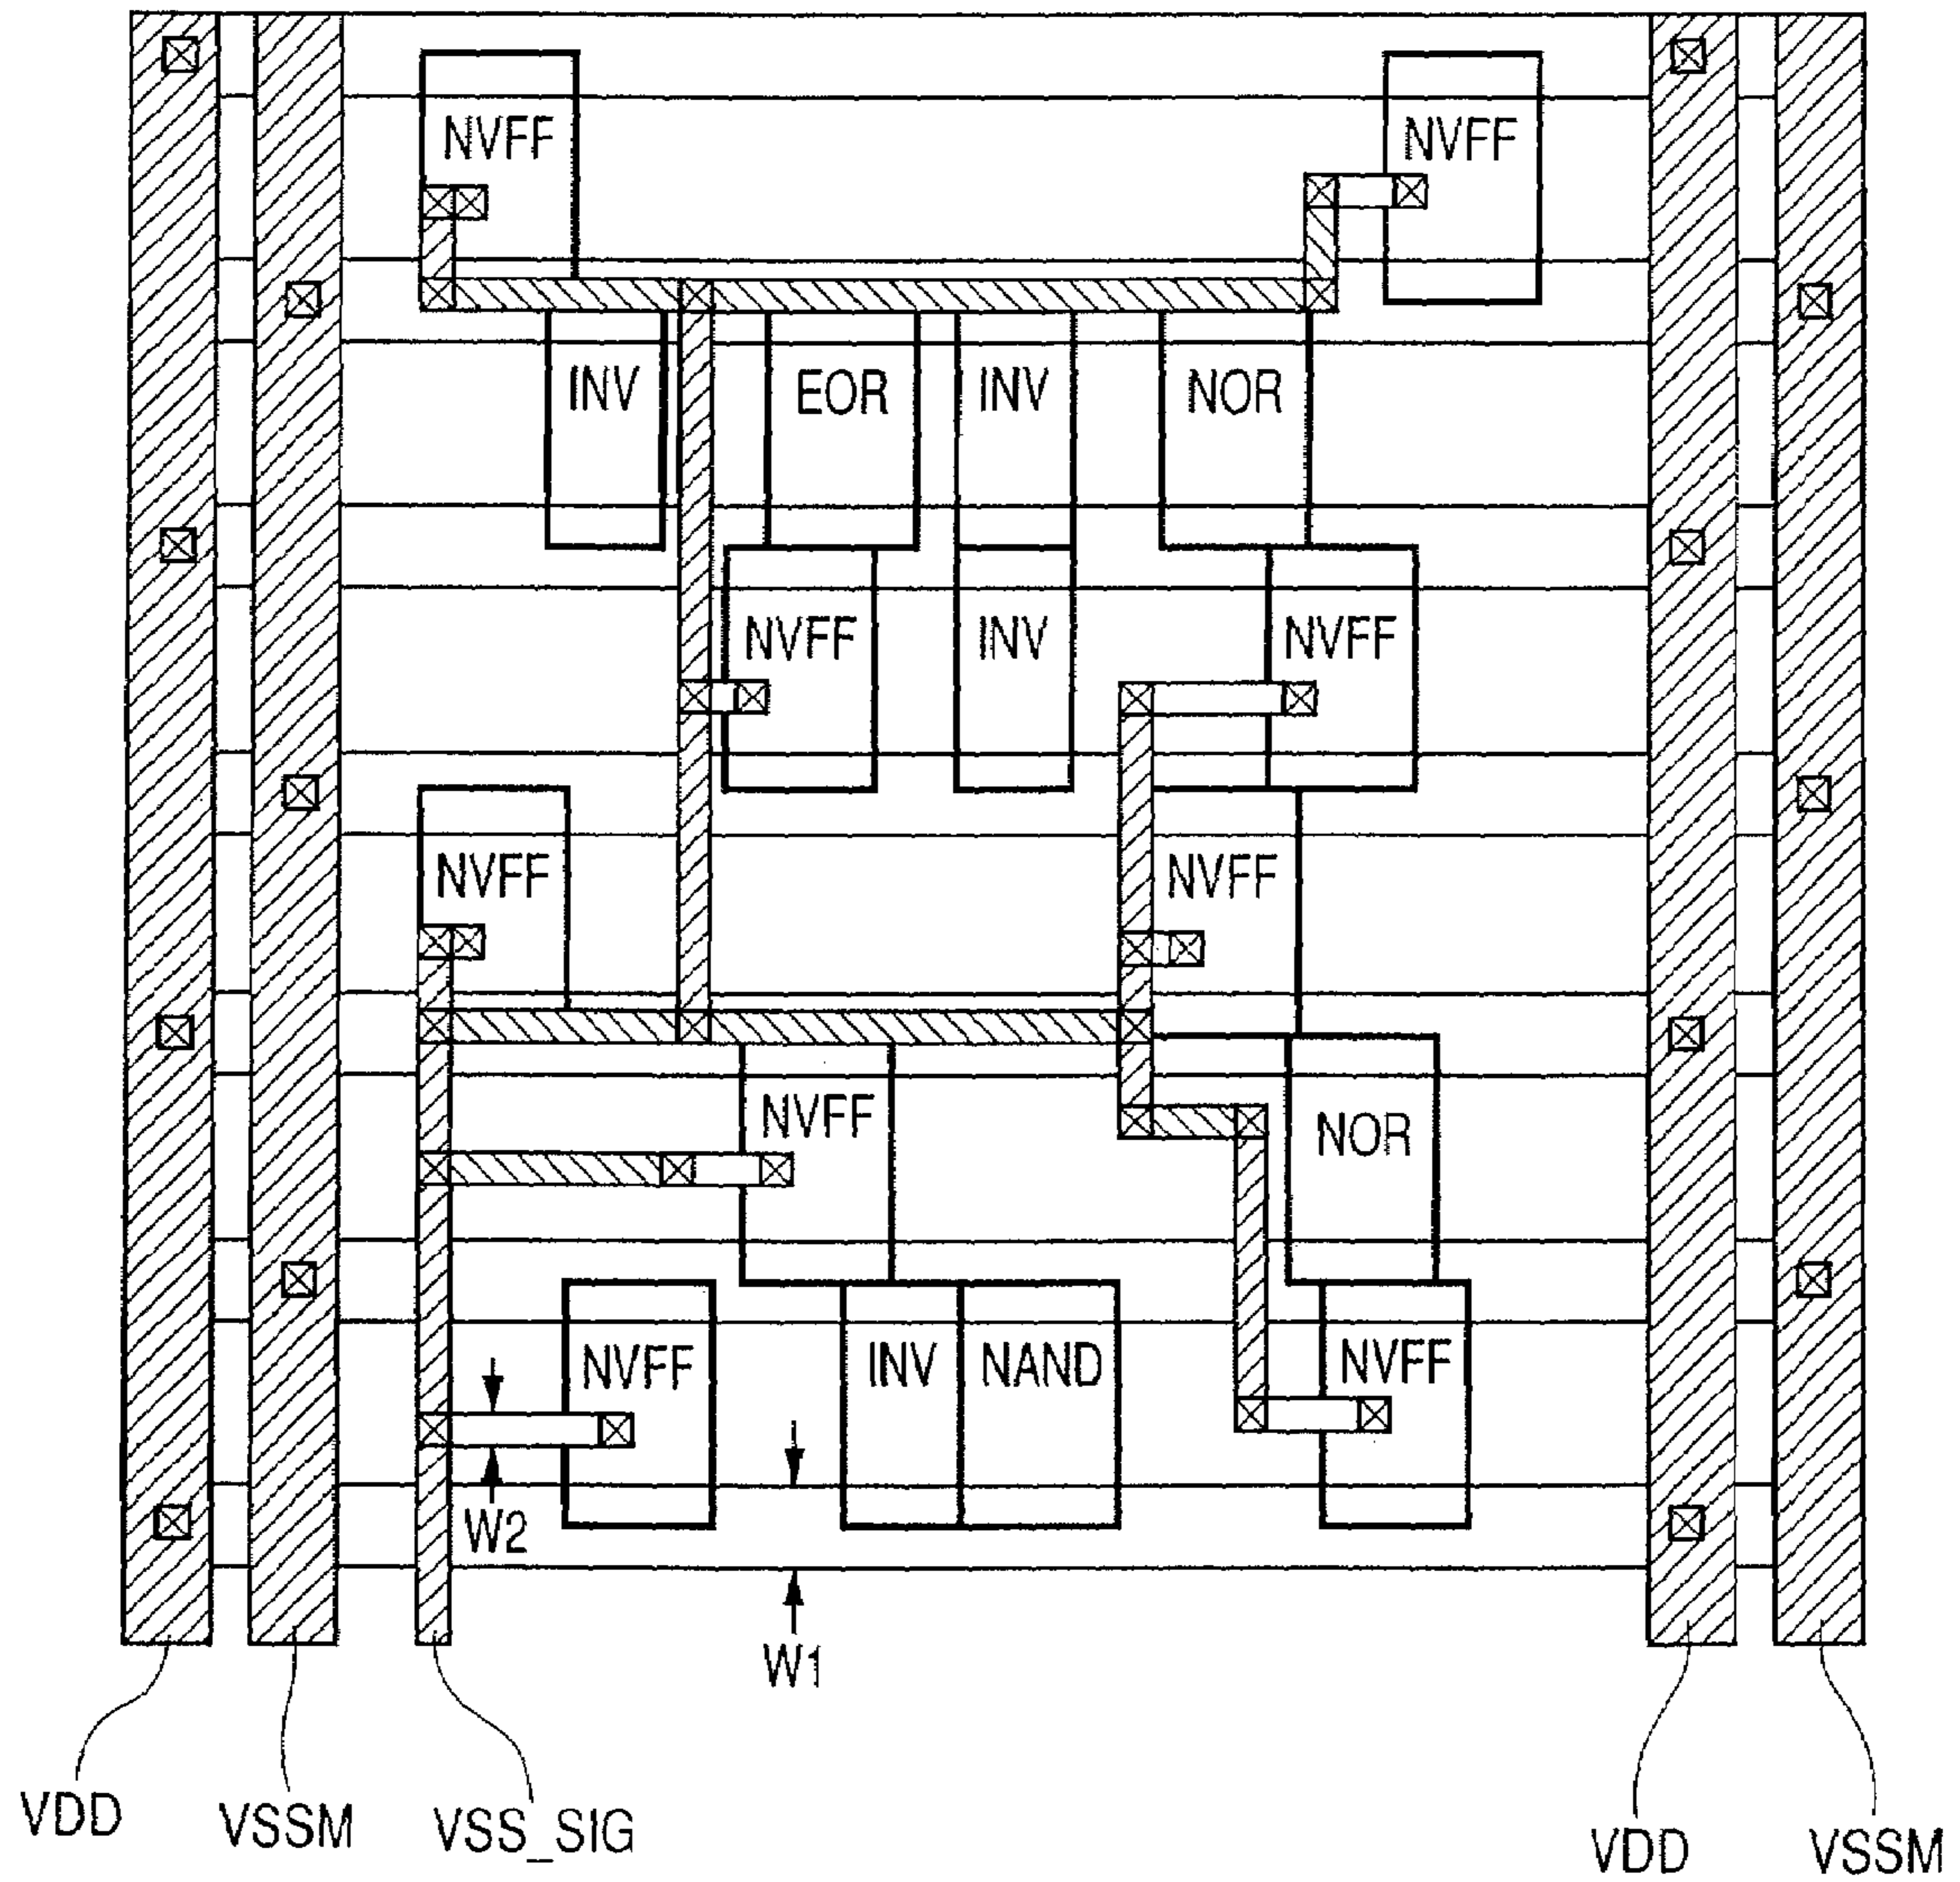 NVFF NVFF
INV EOR INV NOR
NVFF INV NVFF
NVFF NVFF
NVFF NOR
NVFF INV NAND NVFF
W2
W1
VDD VSSM VSS_SIG VDD VSSM